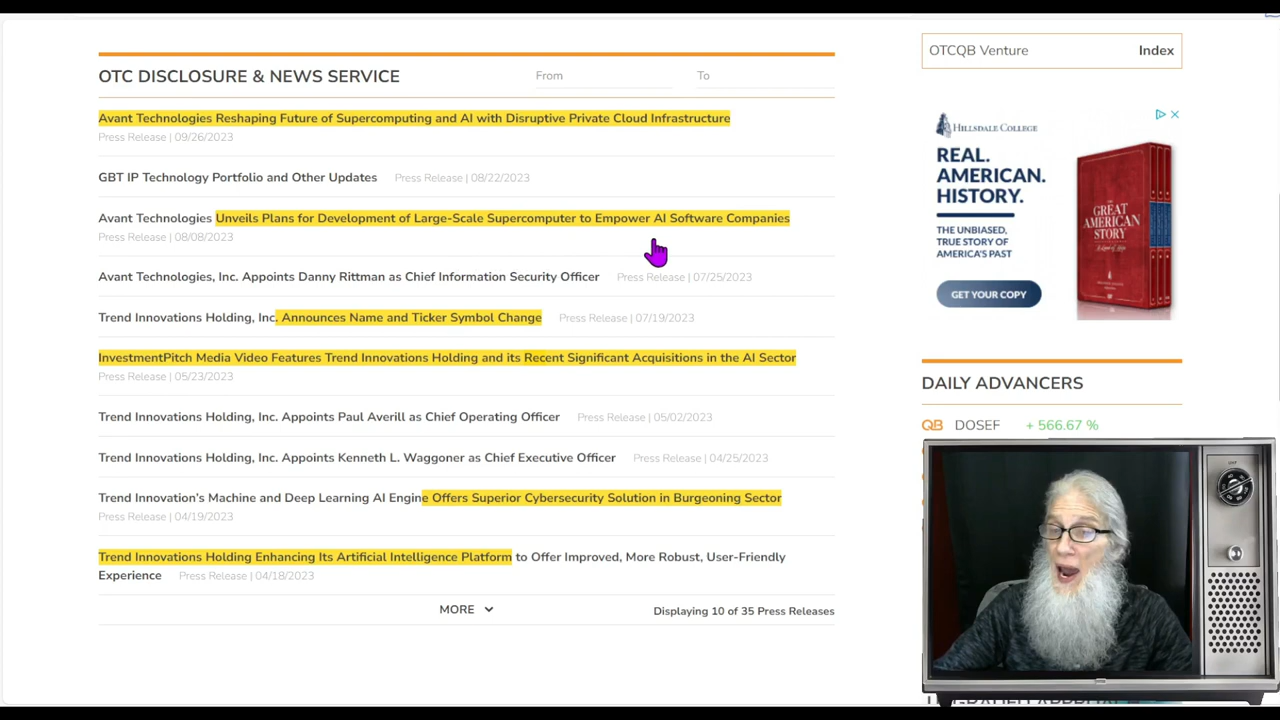 OTC DISCLOSURE & NEWS SERVICE
From
To
Avant Technologies Reshaping Future of Supercomputing and AI with Disruptive Private Cloud Infrastructure
Press Release | 09/26/2023
GBT IP Technology Portfolio and Other Updates Press Release | 08/22/2023
Avant Technologies Unveils Plans for Development of Large-Scale Supercomputer to Empower AI Software Companies
Press Release | 08/08/2023
Avant Technologies, Inc. Appoints Danny Rittman as Chief Information Security Officer Press Release | 07/25/2023
Trend Innovations Holding, Inc. Announces Name and Ticker Symbol Change Press Release | 07/19/2023
InvestmentPitch Media Video Features Trend Innovations Holding and its Recent Significant Acquisitions in the AI Sector
Press Release | 05/23/2023
Trend Innovations Holding, Inc. Appoints Paul Averill as Chief Operating Officer Press Release | 05/02/2023
Trend Innovations Holding, Inc. Appoints Kenneth L. Waggoner as Chief Executive Officer Press Release | 04/25/2023
Trend Innovation's Machine and Deep Learning AI Engine Offers Superior Cybersecurity Solution in Burgeoning Sector
Press Release | 04/19/2023
Trend Innovations Holding Enhancing Its Artificial Intelligence Platform to Offer Improved, More Robust, User-Friendly
Experience Press Release | 04/18/2023
MORE
Displaying 10 of 35 Press Releases
OTCQB Venture Index
HILLSDALE COLLEGE
REAL.
AMERICAN.
HISTORY.
THE UNBIASED,
TRUE STORY OF
AMERICA'S PAST
GET YOUR COPY
THE
GREAT
AMERICAN
STORY
DAILY ADVANCERS
QB DOSEF + 566.67 %